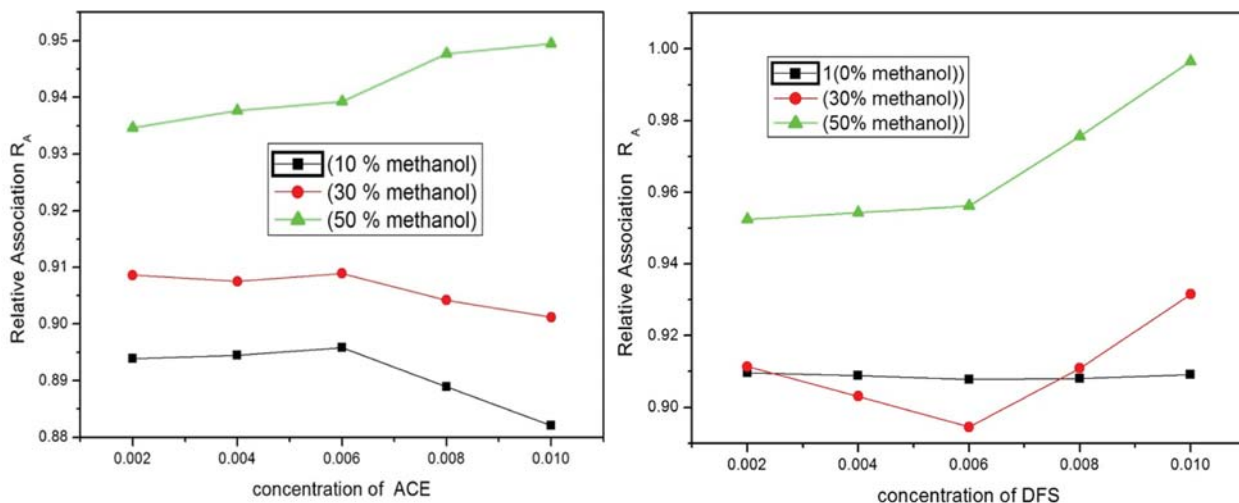 Relative Association R_A
0.95
0.94
0.93
0.92
0.91
0.90
0.89
0.88
(10 % methanol)
(30 % methanol)
(50 % methanol)
0.002
0.004
0.006
0.008
0.010
concentration of ACE
Relative Association R_A
1.00
0.98
0.96
0.94
0.92
0.90
1(0% methanol))
(30% methanol))
(50% methanol))
0.002
0.004
0.006
0.008
0.010
concentration of DFS